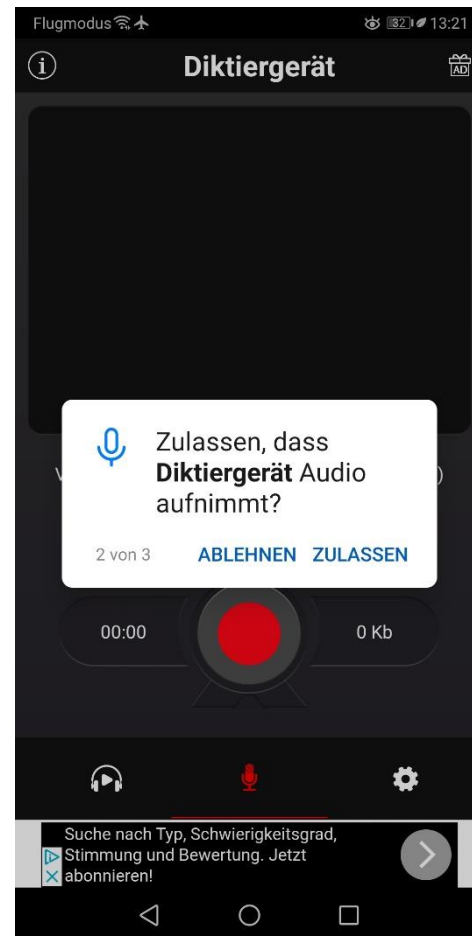 Flugmodus 32 13:21
Diktiergerät
AD
Zulassen, dass
Diktiergerät Audio
aufnimmt?
2 von 3 ABLEHNEN ZULASSEN
00:00 0 Kb
Suche nach Typ, Schwierigkeitsgrad,
Stimmung und Bewertung. Jetzt
abonnieren!